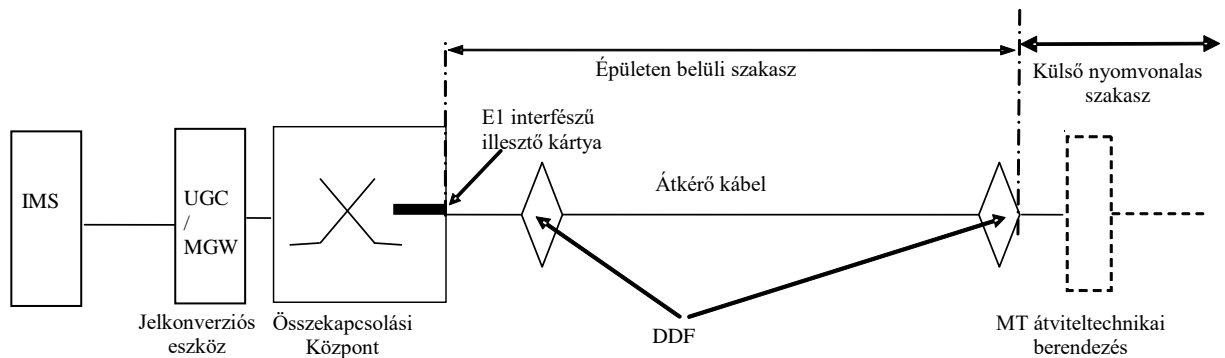 Épületen belüli szakasz
Külső nyomvonalas
szakasz
E1 interfészű
illesztő kártya
IMS
UGC
/
MGW
Átkérő kábel
Jelkonverziós
eszköz
Összekapcsolási
Központ
DDF
MT átviteltechnikai
berendezés